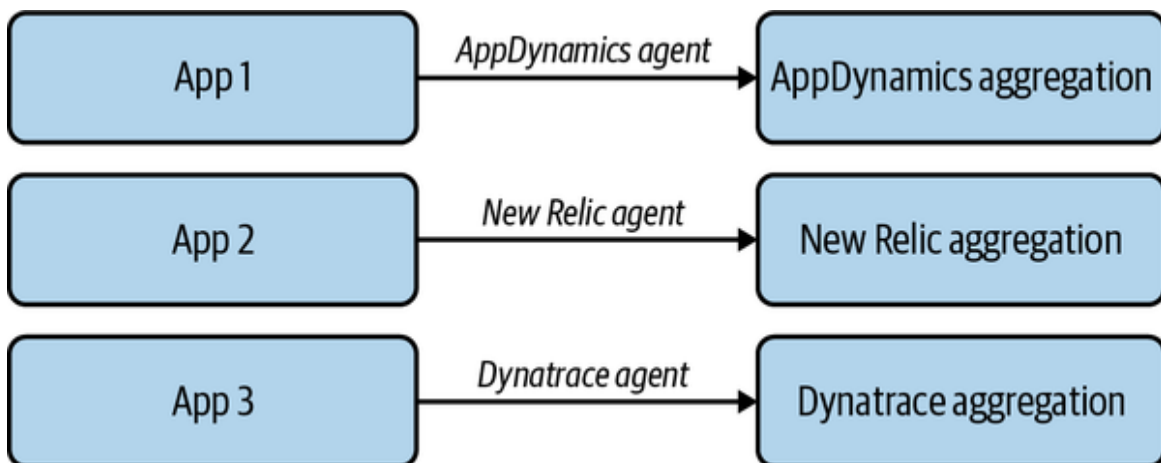 App 1
AppDynamics agent
AppDynamics aggregation
App 2
New Relic agent
New Relic aggregation
App 3
Dynatrace agent
Dynatrace aggregation